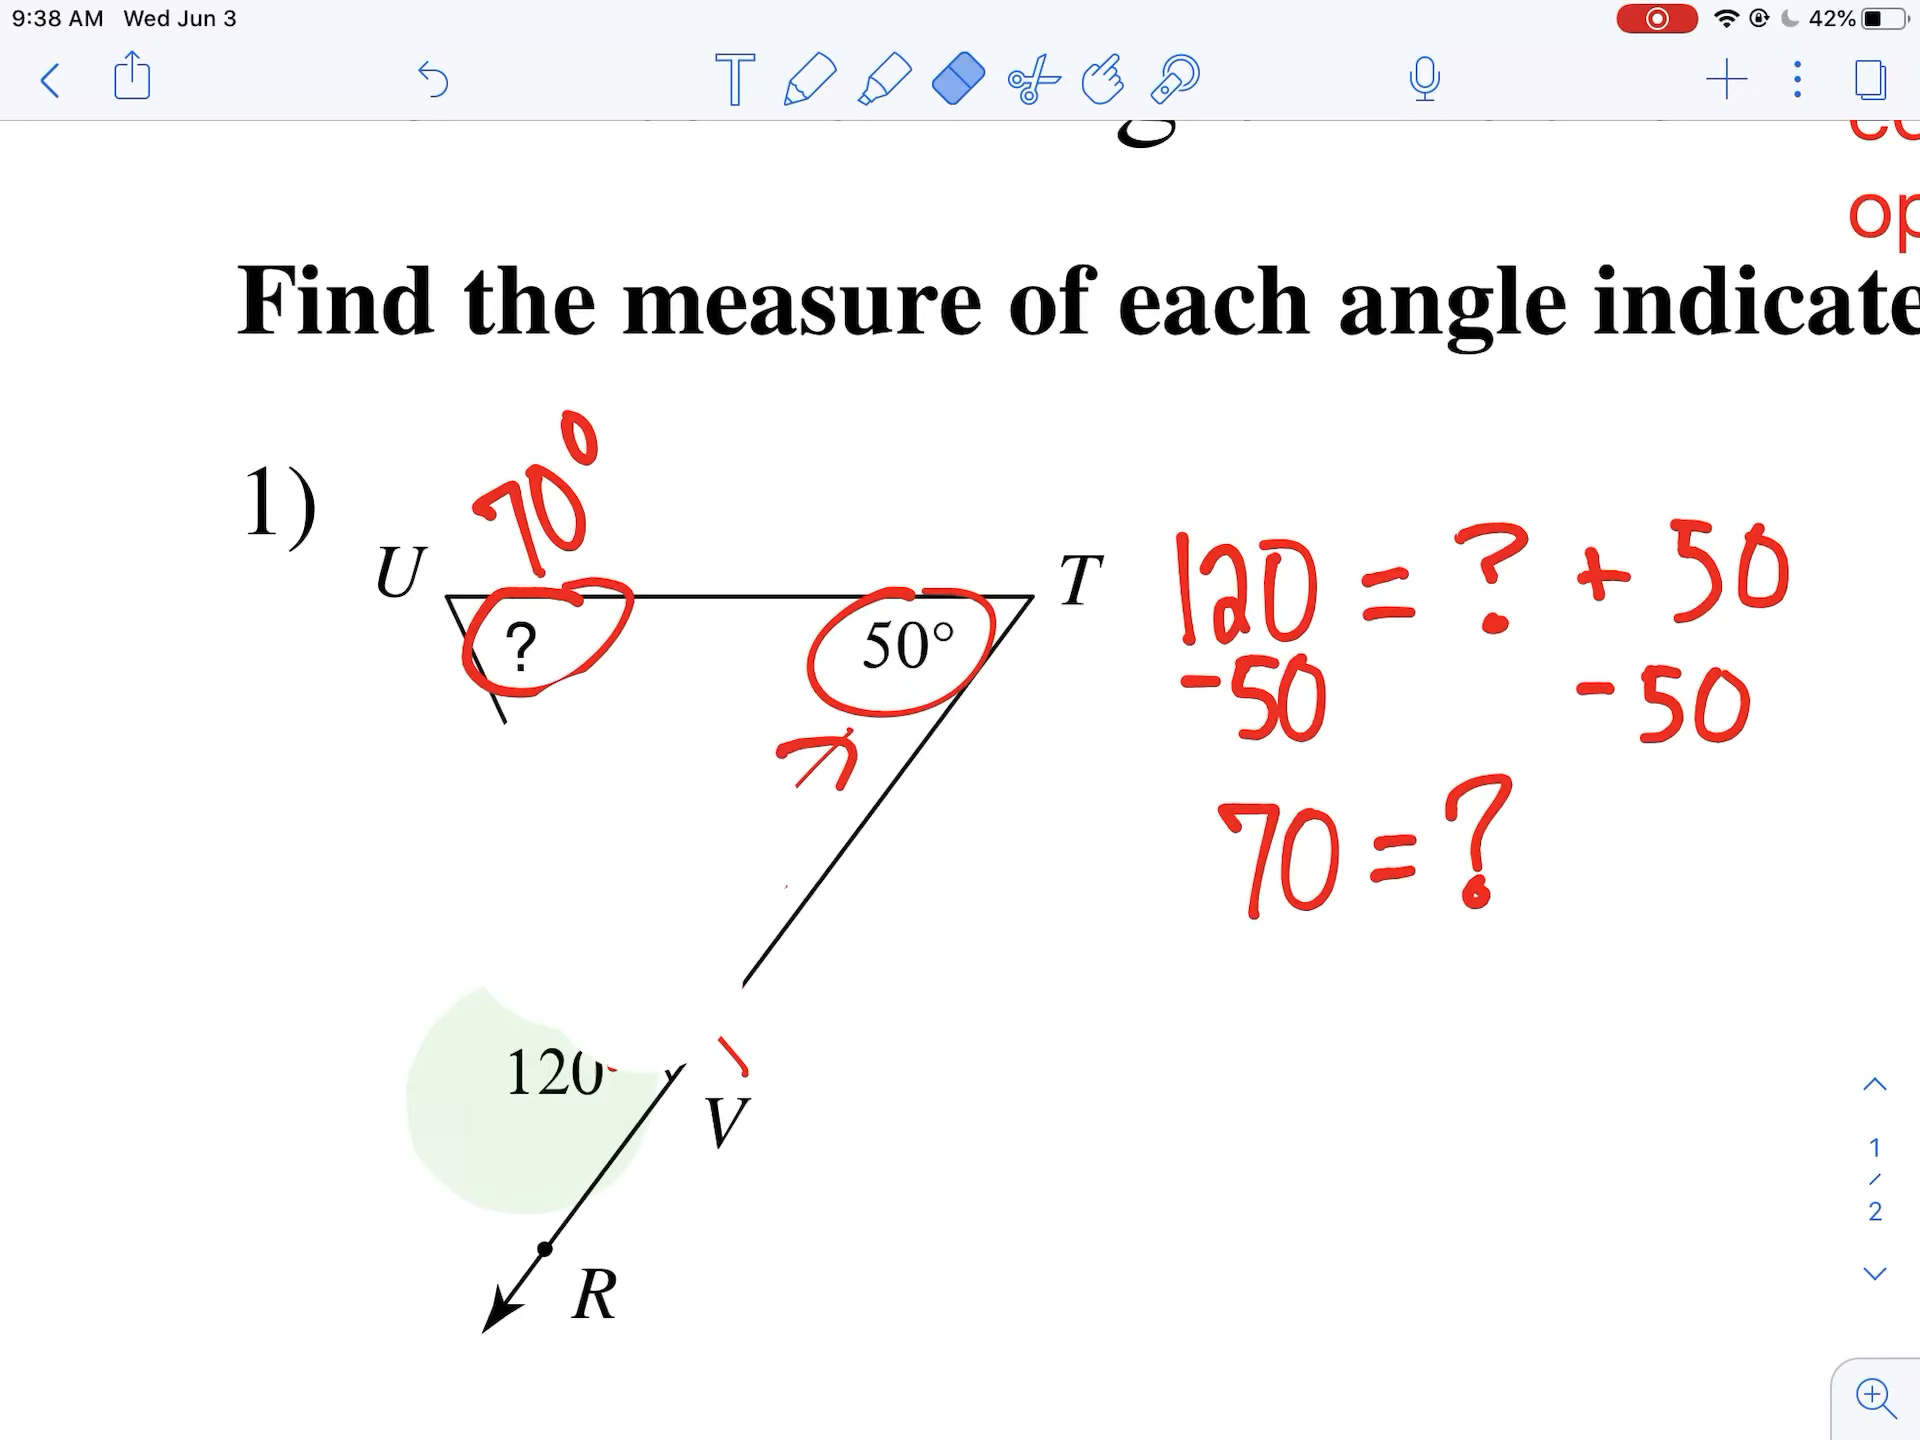 9:38 AM Wed Jun 3 42%
T
op
Find the measure of each angle indicate
1)
70°
U
T
?
50°
120 = ? + 50
-50 -50
70 = ?
120
V
R
1
/
2